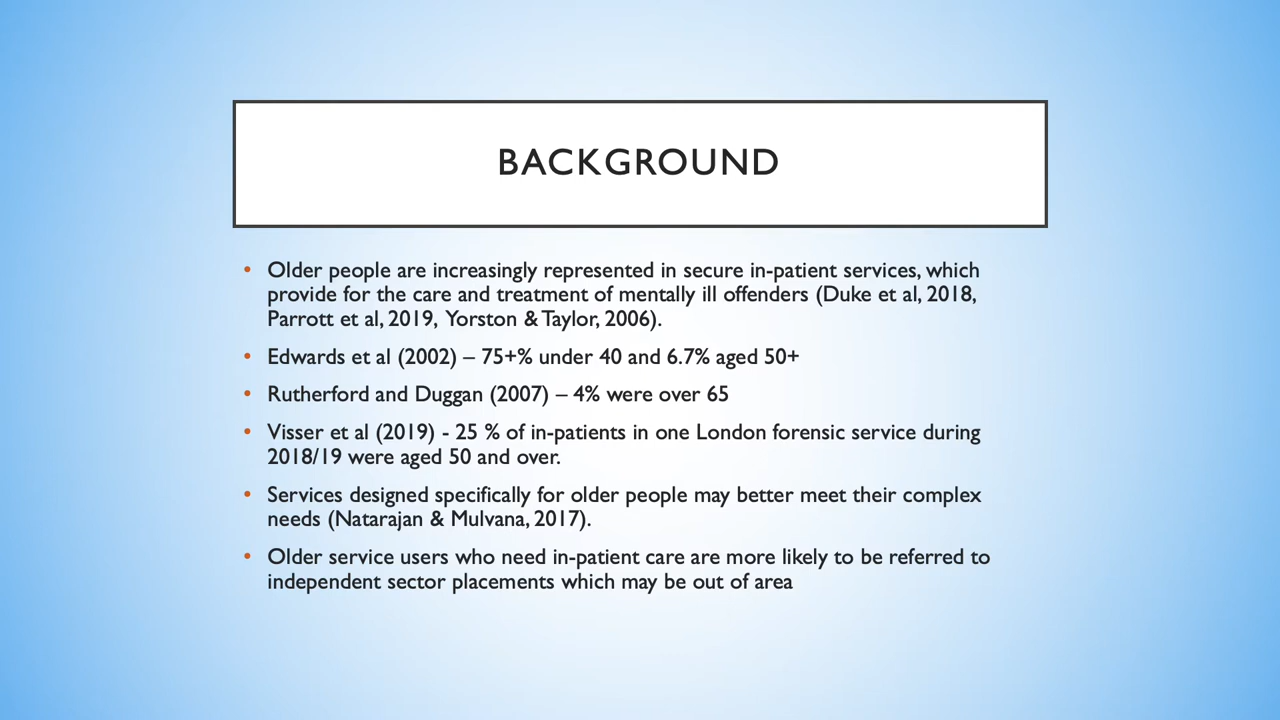 BACKGROUND
• Older people are increasingly represented in secure in-patient services, which
provide for the care and treatment of mentally ill offenders (Duke et al, 2018,
Parrott et al, 2019, Yorston & Taylor, 2006).
• Edwards et al (2002) – 75+% under 40 and 6.7% aged 50+
• Rutherford and Duggan (2007) – 4% were over 65
• Visser et al (2019) - 25 % of in-patients in one London forensic service during
2018/19 were aged 50 and over.
• Services designed specifically for older people may better meet their complex
needs (Natarajan & Mulvana, 2017).
• Older service users who need in-patient care are more likely to be referred to
independent sector placements which may be out of area